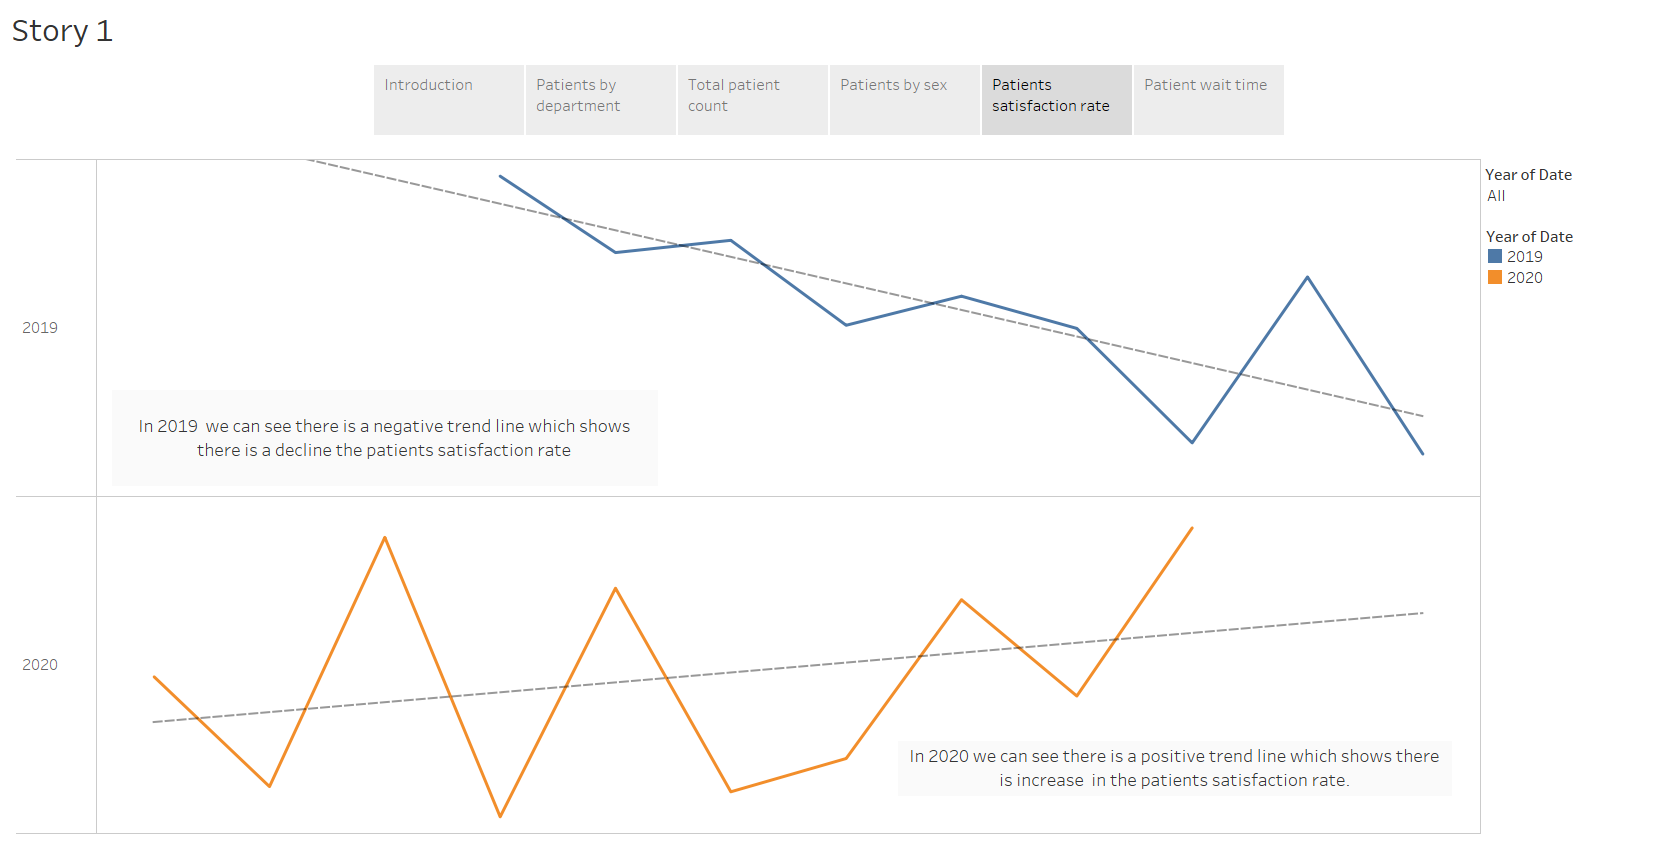 Story 1
Introduction
Patients by
department
Total patient
count
Patients by sex
Patients
satisfaction rate
Patient wait time
Year of Date
All
Year of Date
2019
2020
2019
In 2019  we can see there is a negative trend line which shows
there is a decline the patients satisfaction rate
2020
In 2020 we can see there is a positive trend line which shows there
is increase  in the patients satisfaction rate.